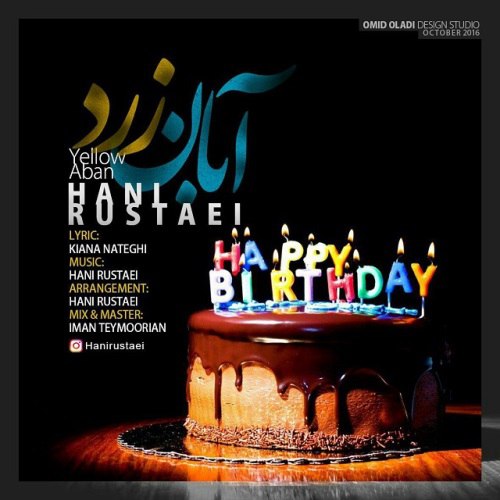 OMID OLADI DESIGN STUDIO
OCTOBER 2016
آبان زرد
Yellow
Aban
HANI
RUSTAEI
LYRIC:
KIANA NATEGHI
MUSIC:
HANI RUSTAEI
ARRANGEMENT:
HANI RUSTAEI
MIX & MASTER:
IMAN TEYMOORIAN
Hanirustaei
HAPPY
BIRTHDAY